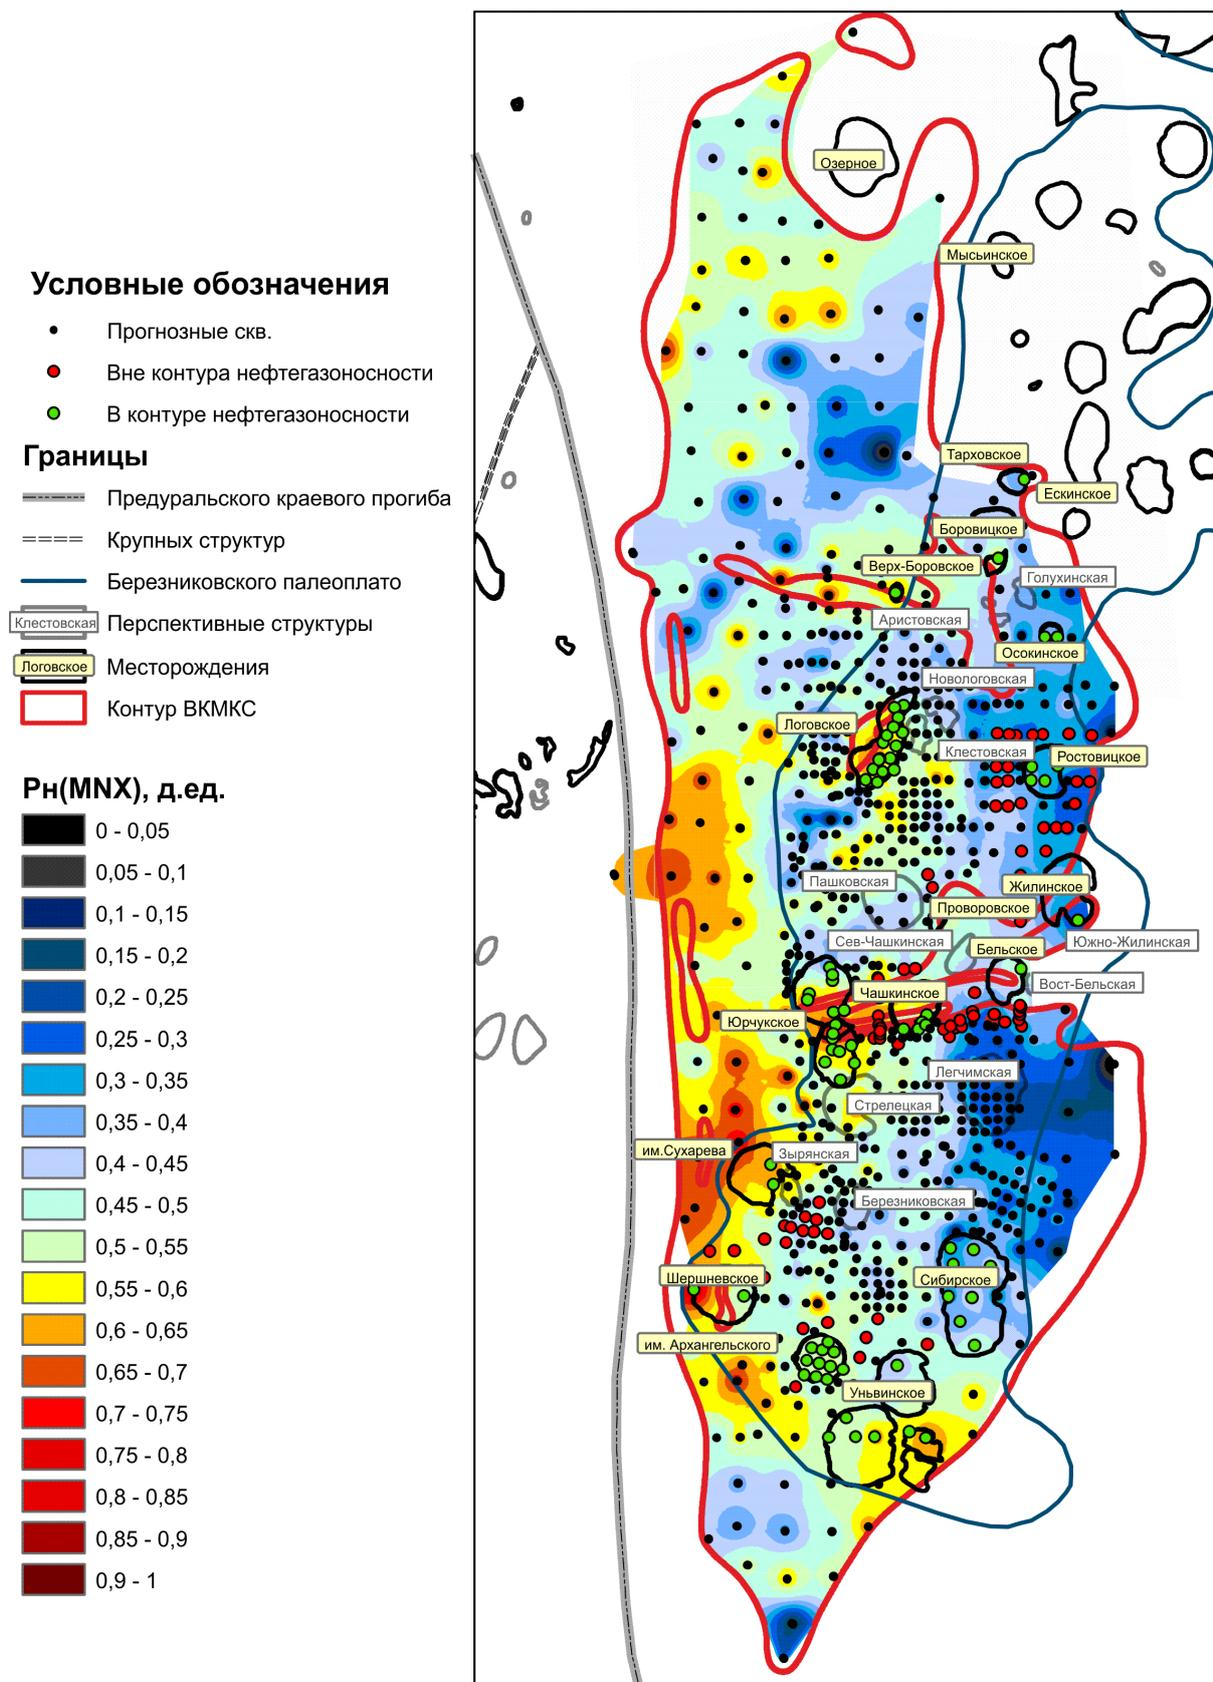 Условные обозначения
Прогнозные скв.
Вне контура нефтегазоносности
В контуре нефтегазоносности
Границы
Предуральского краевого прогиба
Крупных структур
Березниковского палеоплато
Клестовская Перспективные структуры
Логовское Месторождения
Контур ВКМКС
Рн(MNX), д.ед.
0 - 0,05
0,05 - 0,1
0,1 - 0,15
0,15 - 0,2
0,2 - 0,25
0,25 - 0,3
0,3 - 0,35
0,35 - 0,4
0,4 - 0,45
0,45 - 0,5
0,5 - 0,55
0,55 - 0,6
0,6 - 0,65
0,65 - 0,7
0,7 - 0,75
0,75 - 0,8
0,8 - 0,85
0,85 - 0,9
0,9 - 1
Озерное
Мысьинское
Тарховское
Ескинское
Боровицкое
Верх-Боровское
Голухинская
Аристовская
Осокинское
Новологовская
Логовское
Клестовская
Ростовицкое
Пашковская
Жилинское
Проворовское
Сев-Чашкинская
Бельское
Южно-Жилинская
Вост-Бельская
Чашкинское
Юрчукское
Легчимская
Стрелецкая
им.Сухарева
Зырянская
Березниковская
Шершневское
Сибирское
им. Архангельского
Уньвинское